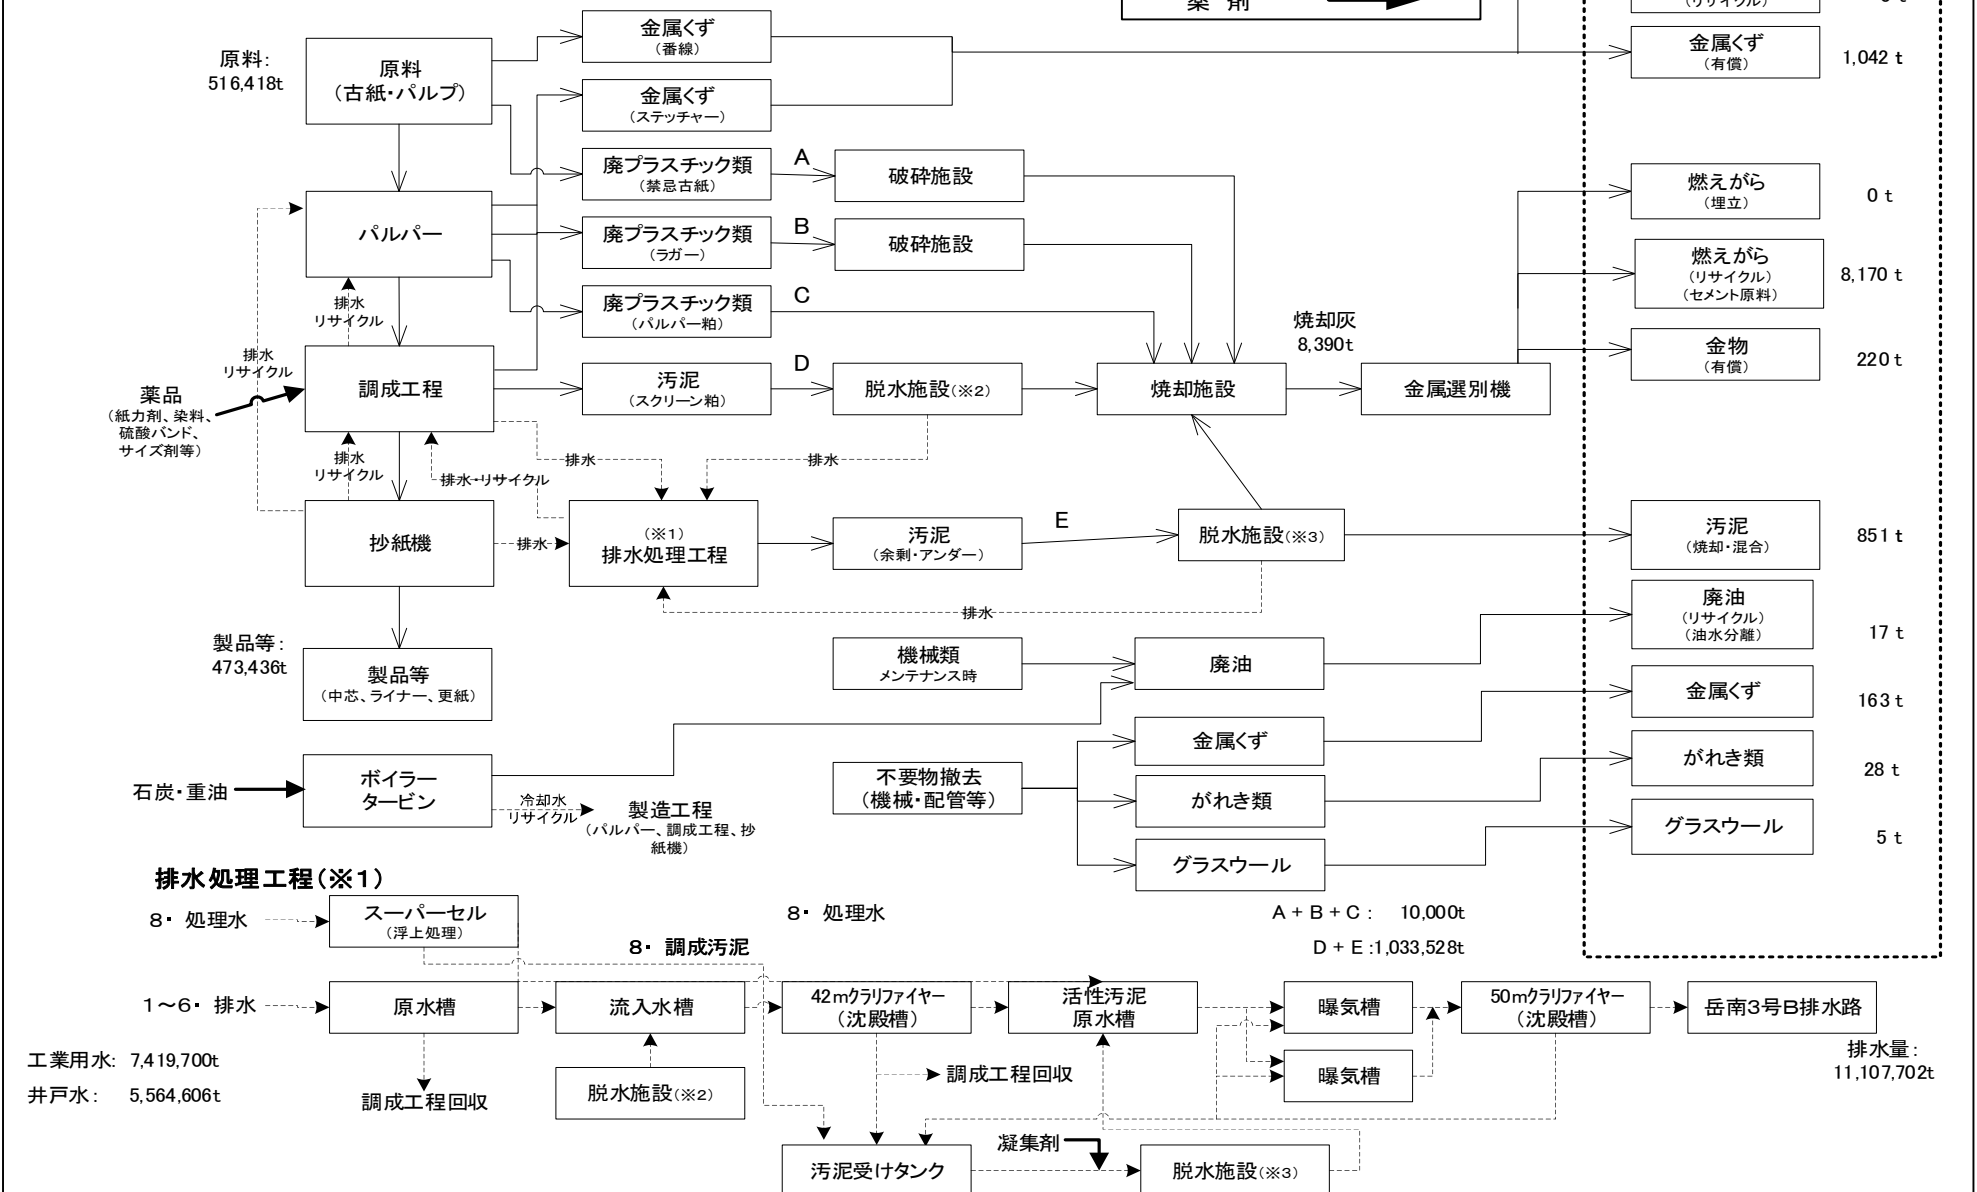 薬 剤
(リサイクル)
原料:
516,418t
原料
(古紙・パルプ)
金属くず
(番線)
金属くず
(有償)
1,042 t
金属くず
(ステッチャー)
廃プラスチック類
(禁忌古紙)
A
破砕施設
燃えがら
(埋立)
0 t
パルパー
廃プラスチック類
(ラガー)
B
破砕施設
燃えがら
(リサイクル)
(セメント原料)
8,170 t
排水
リサイクル
廃プラスチック類
(パルパー粕)
C
焼却灰
8,390t
金物
(有償)
220 t
排水
リサイクル
薬品
(紙力剤、染料、
硫酸バンド、
サイズ剤等)
調成工程
汚泥
(スクリーン粕)
D
脱水施設(※2)
焼却施設
金属選別機
排水
リサイクル
排水・リサイクル
排水
排水
抄紙機
排水
(※1)
排水処理工程
汚泥
(余剰・アンダー)
E
脱水施設(※3)
汚泥
(焼却・混合)
851 t
排水
廃油
(リサイクル)
(油水分離)
17 t
製品等:
473,436t
製品等
(中芯、ライナー、更紙)
機械類
メンテナンス時
廃油
金属くず
163 t
石炭・重油
ボイラー
タービン
冷却水
リサイクル
製造工程
(パルパー、調成工程、抄
紙機)
不要物撤去
(機械・配管等)
金属くず
がれき類
グラスウール
がれき類
28 t
グラスウール
5 t
排水処理工程(※1)
8・ 処理水
スーパーセル
(浮上処理)
8・ 処理水
8・ 調成汚泥
A + B + C : 10,000t
D + E :1,033,528t
1～6・ 排水
原水槽
流入水槽
42mクラリファイヤー
(沈殿槽)
活性汚泥
原水槽
曝気槽
50mクラリファイヤー
(沈殿槽)
岳南3号B排水路
工業用水: 7,419,700t
井戸水: 5,564,606t
調成工程回収
脱水施設(※2)
調成工程回収
曝気槽
排水量:
11,107,702t
汚泥受けタンク
凝集剤
脱水施設(※3)